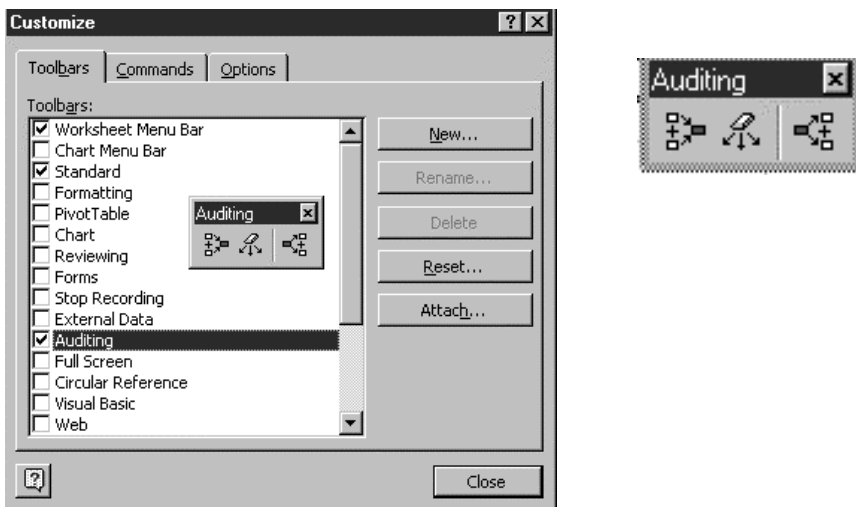 Customize
Toolbars Commands Options
Toolbars:
Worksheet Menu Bar
Chart Menu Bar
Standard
Formatting
PivotTable
Chart
Reviewing
Forms
Stop Recording
External Data
Auditing
Full Screen
Circular Reference
Visual Basic
Web
Auditing
New...
Rename...
Delete
Reset...
Attach...
Close
Auditing